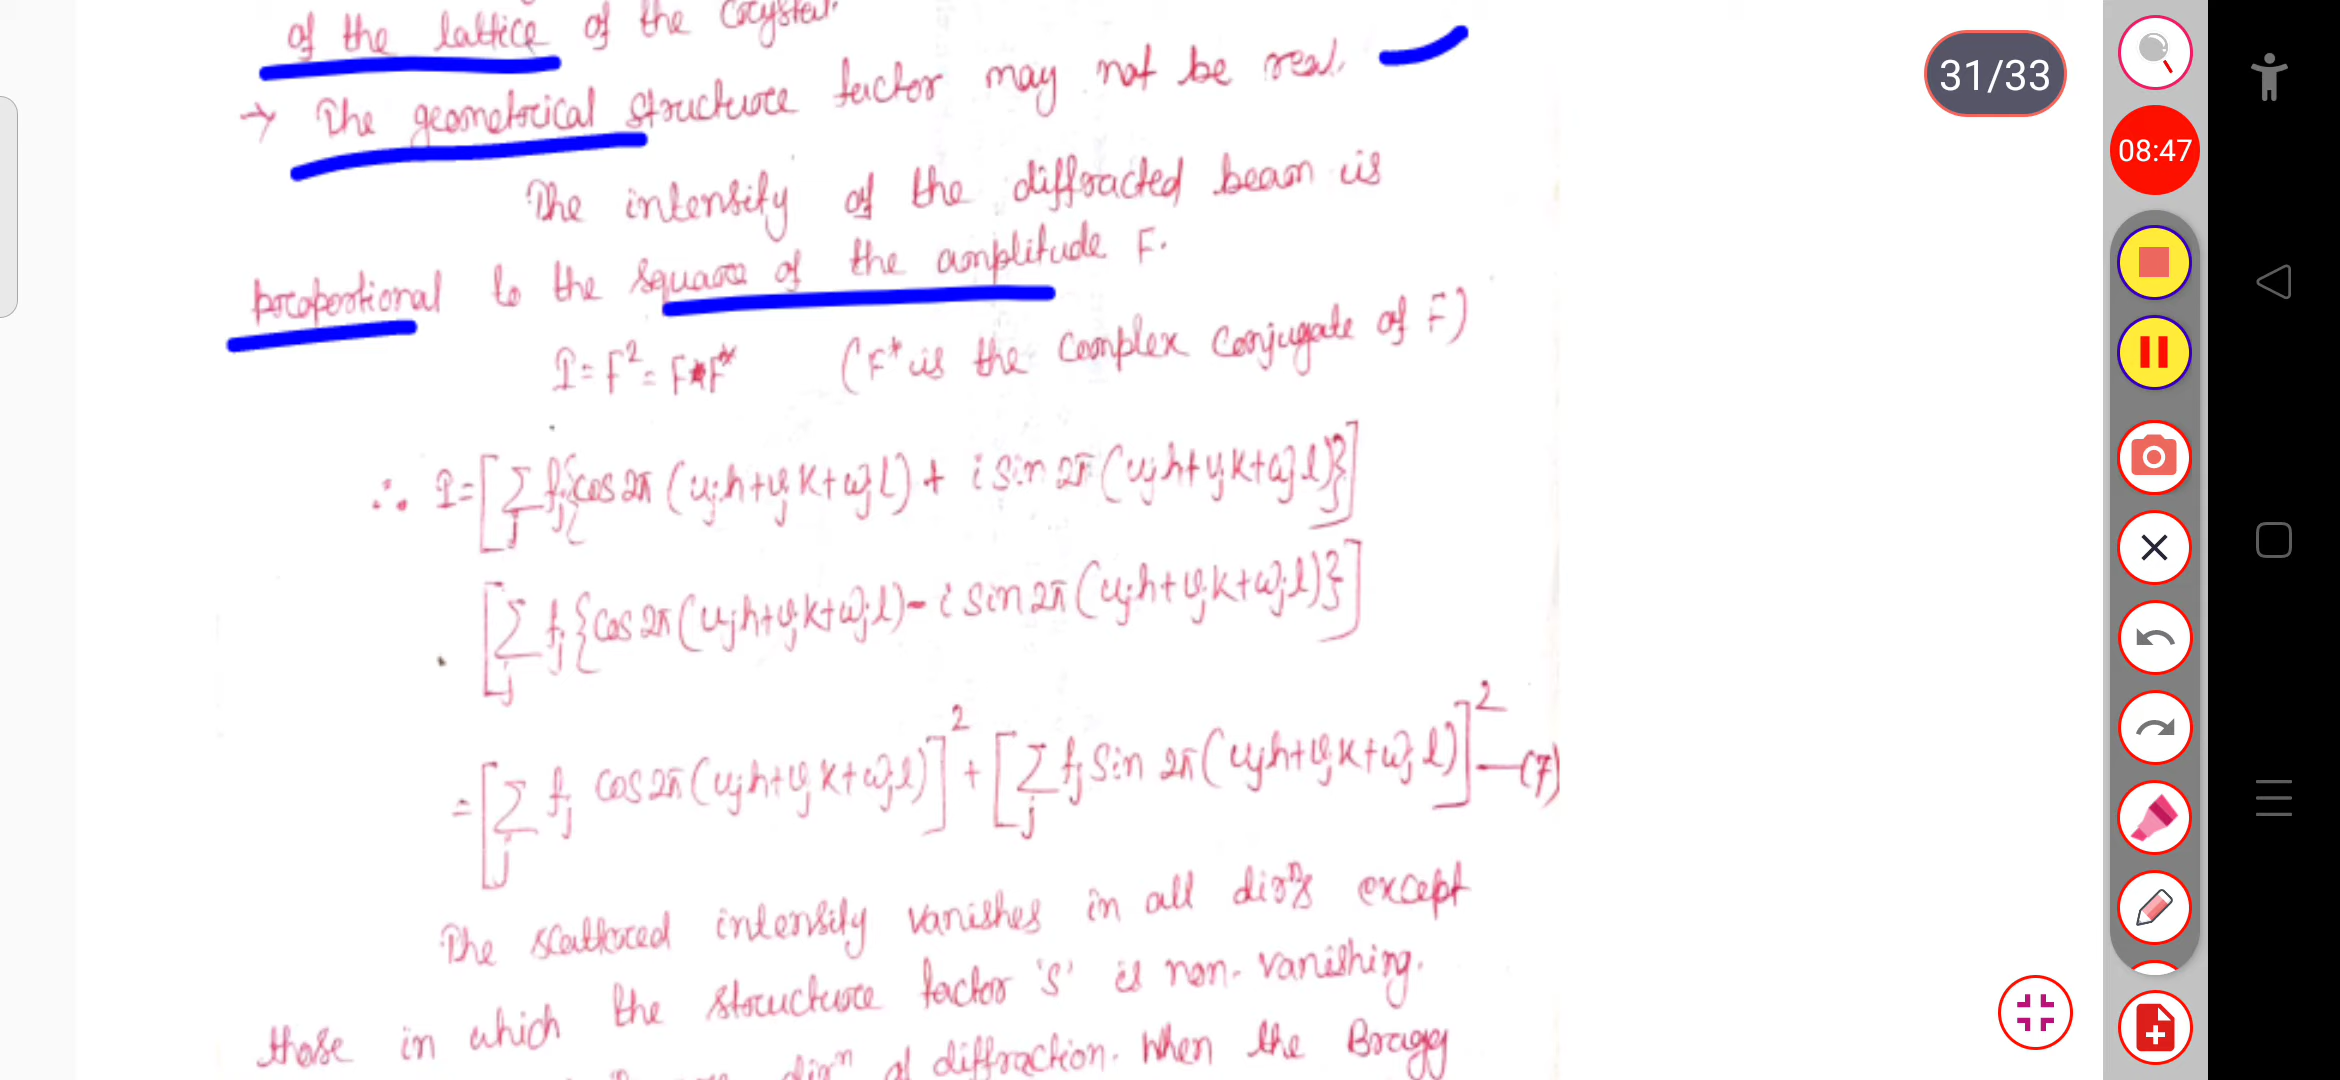 of the lattice of the Crystal.
→ The geometrical structure factor may not be real.
The intensity of the diffracted beam is
proportional to the square of the amplitude F.
I = F² = F*F* (F* is the complex conjugate of F)
∴ I = [∑j fj{cos 2π (ujh+vjk+wjl) + i sin 2π (ujh+vjk+wjl)}]
[∑j fj {cos 2π (ujh+vjk+wjl) - i sin 2π (ujh+vjk+wjl)}]
= [∑j fj cos 2π (ujh+vjk+wjl)]² + [∑j fj sin 2π (ujh+vjk+wjl)]² —(7)
The scattered intensity vanishes in all dirⁿs except
those in which the structure factor 's' is non-vanishing.
dirⁿ of diffraction. When the Bragg
31/33
08:47